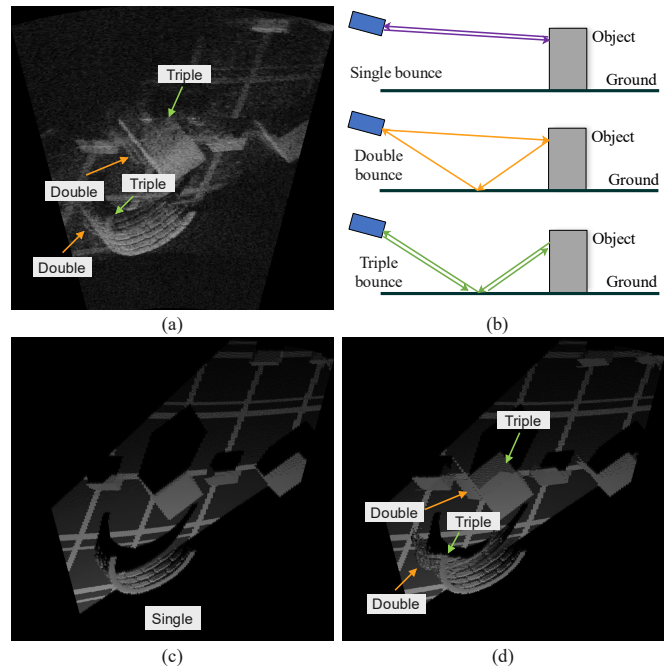 Triple
Double
Triple
Double
(a)
Single bounce
Object
Ground
Double
bounce
Object
Ground
Triple
bounce
Object
Ground
(b)
Single
(c)
Triple
Double
Triple
Double
(d)